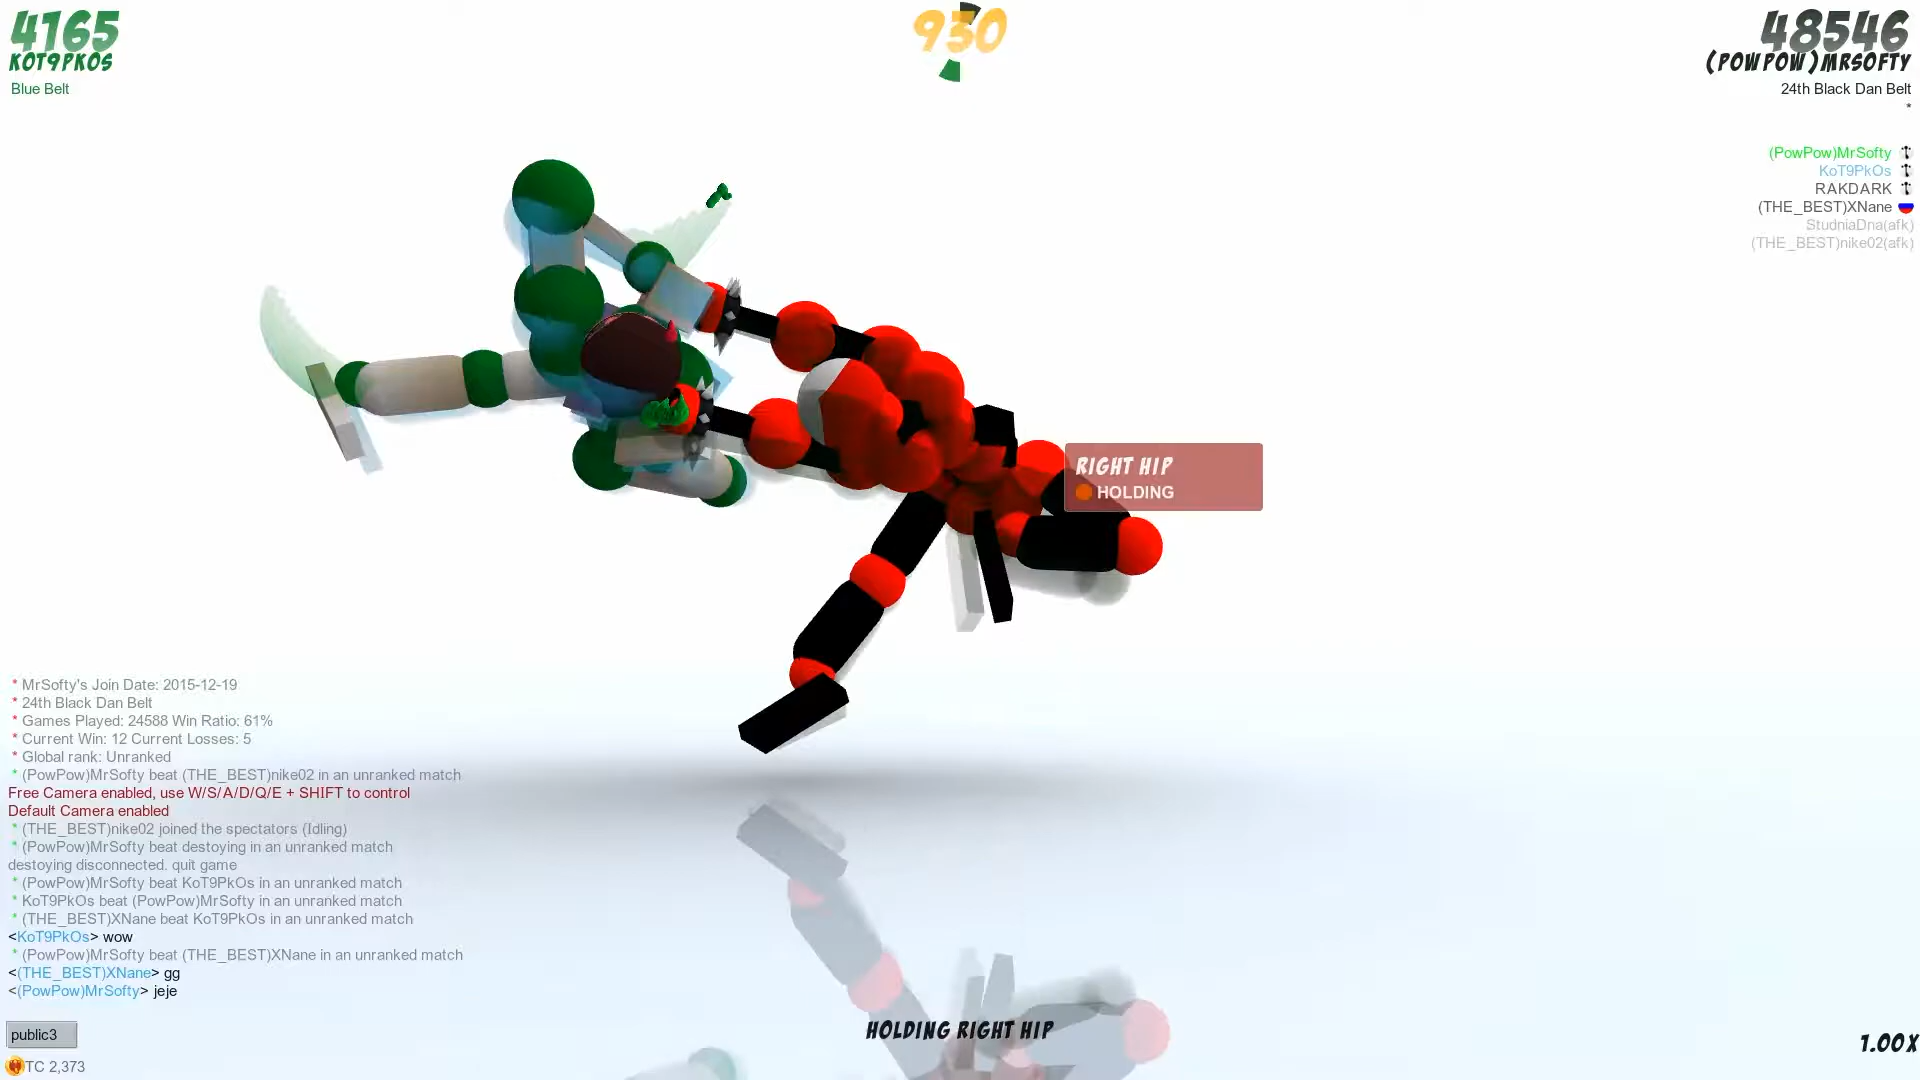 4165
KOT9PKOS
Blue Belt
930
48546
(POWPOW)MRSOFTY
24th Black Dan Belt
*
(PowPow)MrSofty
KoT9PkOs
RAKDARK
(THE_BEST)XNane
StudniaDna(afk)
(THE_BEST)nike02(afk)
RIGHT HIP
HOLDING
* MrSofty's Join Date: 2015-12-19
* 24th Black Dan Belt
* Games Played: 24588 Win Ratio: 61%
* Current Win: 12 Current Losses: 5
* Global rank: Unranked
* (PowPow)MrSofty beat (THE_BEST)nike02 in an unranked match
Free Camera enabled, use W/S/A/D/Q/E + SHIFT to control
Default Camera enabled
* (THE_BEST)nike02 joined the spectators (Idling)
* (PowPow)MrSofty beat destoying in an unranked match
destoying disconnected. quit game
* (PowPow)MrSofty beat KoT9PkOs in an unranked match
* KoT9PkOs beat (PowPow)MrSofty in an unranked match
* (THE_BEST)XNane beat KoT9PkOs in an unranked match
<KoT9PkOs> wow
* (PowPow)MrSofty beat (THE_BEST)XNane in an unranked match
<(THE_BEST)XNane> gg
<(PowPow)MrSofty> jeje
public3
HOLDING RIGHT HIP
1.00X
TC 2,373